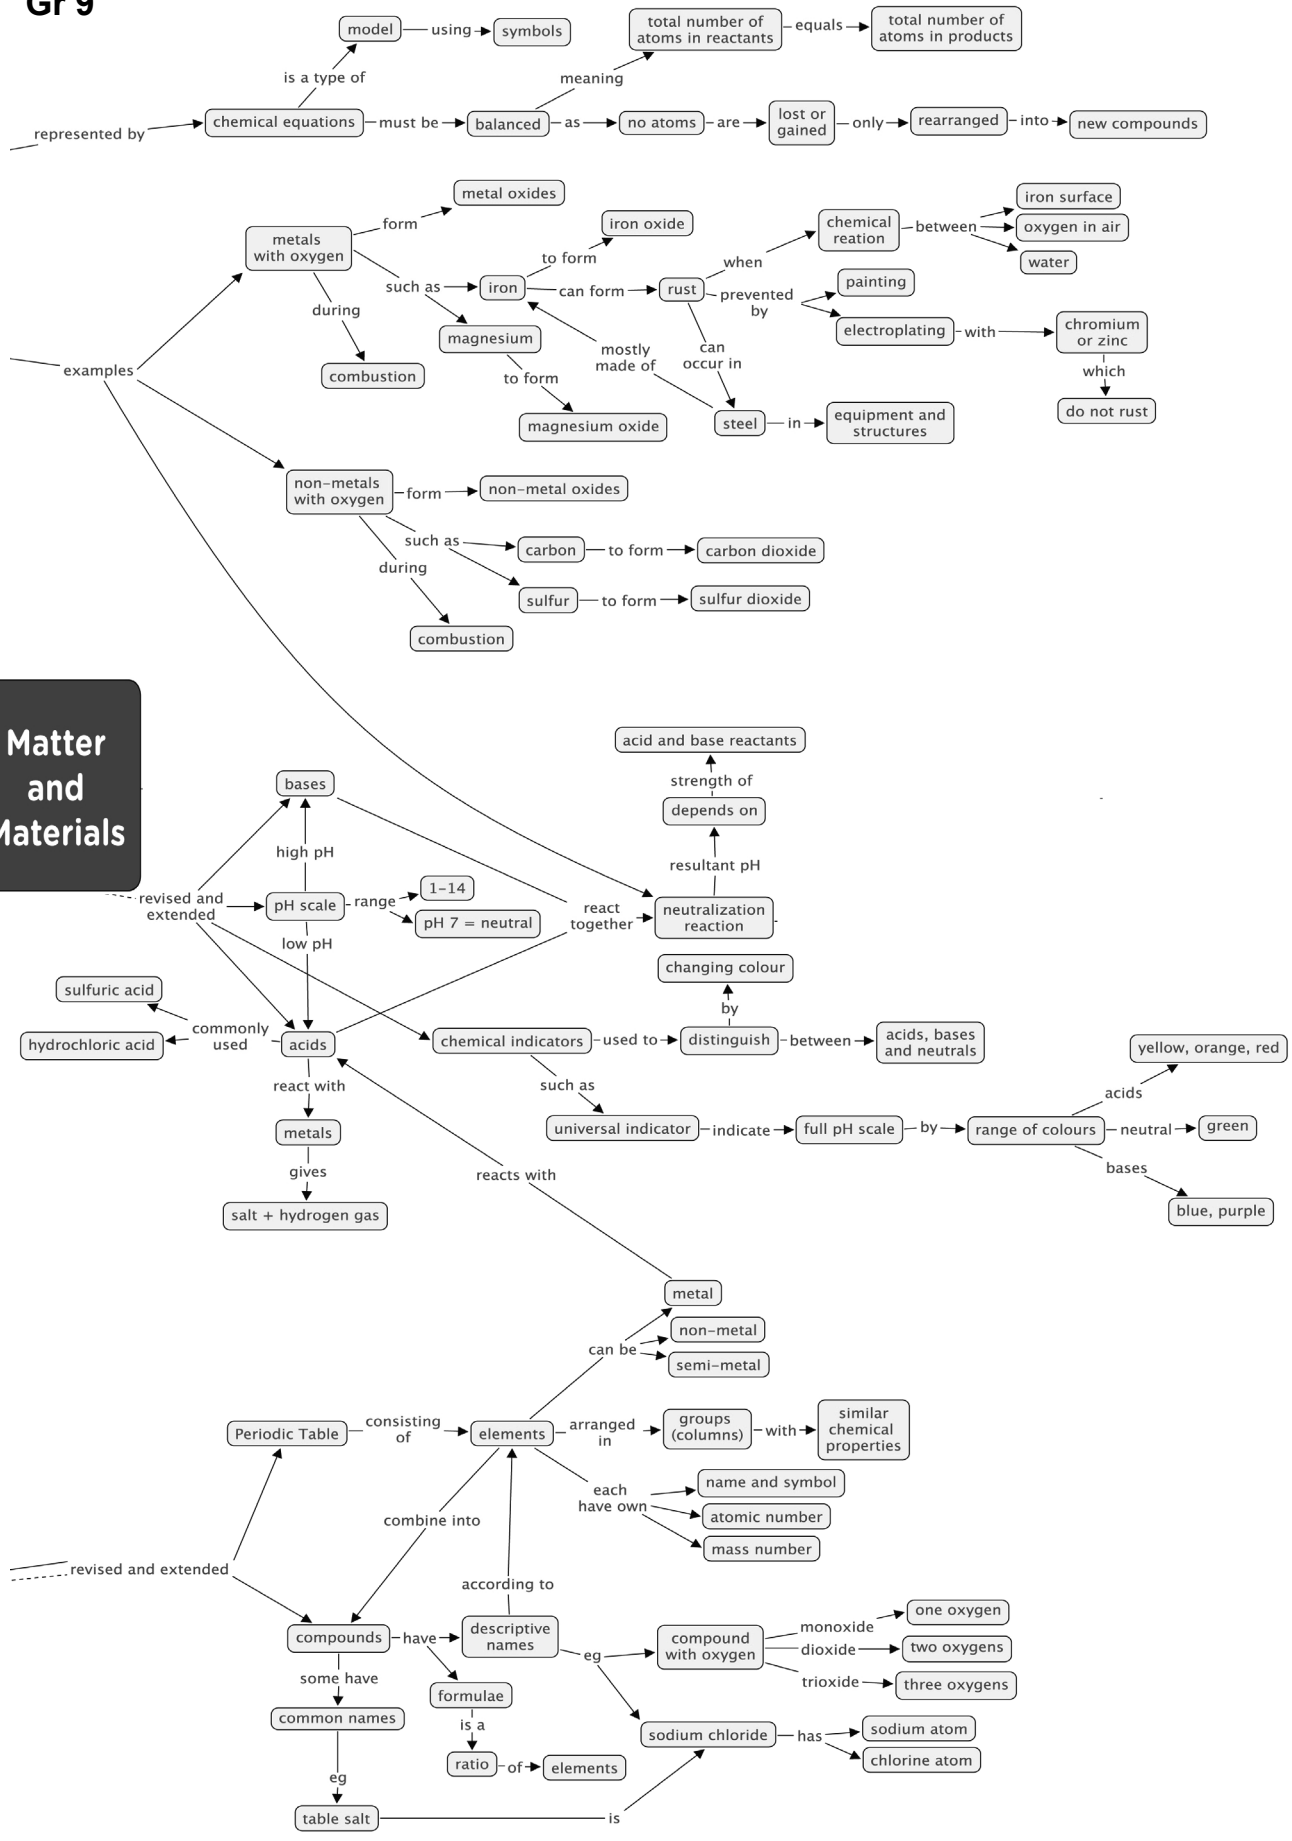 Gr 9
model
using
symbols
total number of
atoms in reactants
equals
total number of
atoms in products
is a type of
meaning
represented by
chemical equations
must be
balanced
as
no atoms
are
lost or
gained
only
rearranged
into
new compounds
metal oxides
form
metals
with oxygen
iron oxide
to form
such as
iron
can form
rust
when
chemical
reation
between
iron surface
oxygen in air
water
prevented
by
painting
electroplating
with
chromium
or zinc
which
do not rust
during
combustion
magnesium
to form
magnesium oxide
mostly
made of
can
occur in
steel
in
equipment and
structures
examples
non-metals
with oxygen
form
non-metal oxides
such as
carbon
to form
carbon dioxide
sulfur
to form
sulfur dioxide
during
combustion
Matter
and
Materials
acid and base reactants
strength of
depends on
resultant pH
neutralization
reaction
bases
high pH
revised and
extended
pH scale
range
1-14
pH 7 = neutral
low pH
react
together
changing colour
by
sulfuric acid
hydrochloric acid
commonly
used
acids
chemical indicators
used to
distinguish
between
acids, bases
and neutrals
react with
metals
gives
salt + hydrogen gas
such as
universal indicator
indicate
full pH scale
by
range of colours
acids
yellow, orange, red
neutral
green
bases
blue, purple
reacts with
metal
can be
non-metal
semi-metal
Periodic Table
consisting
of
elements
arranged
in
groups
(columns)
with
similar
chemical
properties
each
have own
name and symbol
atomic number
mass number
combine into
revised and extended
according to
compounds
have
descriptive
names
eg
compound
with oxygen
monoxide
one oxygen
dioxide
two oxygens
trioxide
three oxygens
some have
common names
formulae
is a
ratio
of
elements
sodium chloride
has
sodium atom
chlorine atom
eg
table salt
is